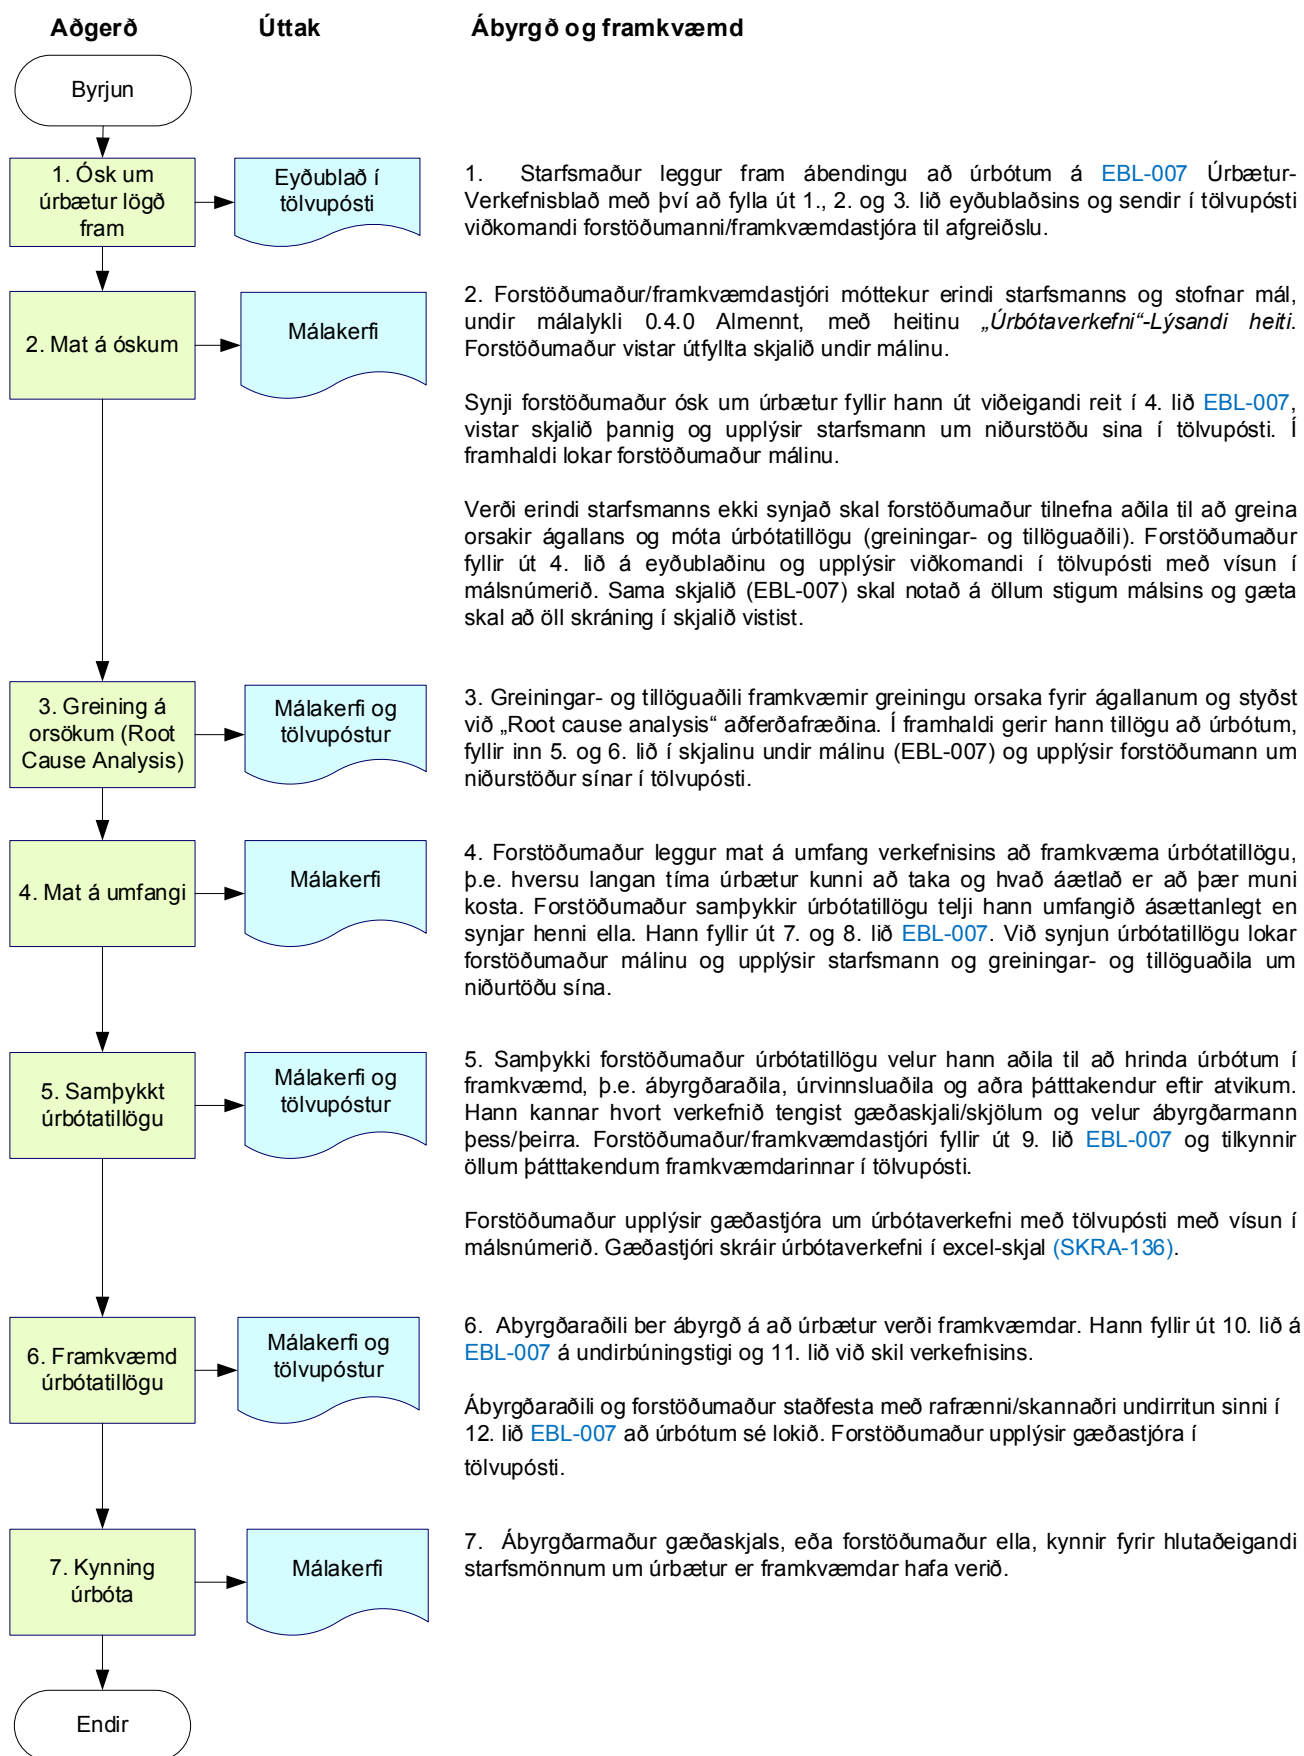 Aðgerð
Úttak
Ábyrgð og framkvæmd
Byrjun
1. Ósk um
úrbætur lögð
fram
Eyðublað í
tölvupósti
1. Starfsmaður leggur fram ábendingu að úrbótum á EBL-007 Úrbætur-
Verkefnisblað með því að fylla út 1., 2. og 3. lið eyðublaðsins og sendir í tölvupósti
viðkomandi forstöðumanni/framkvæmdastjóra til afgreiðslu.
2. Mat á óskum
Málakerfi
2. Forstöðumaður/framkvæmdastjóri móttekur erindi starfsmanns og stofnar mál,
undir málalykli 0.4.0 Almennt, með heitinu „Úrbótaverkefni“-Lýsandi heiti.
Forstöðumaður vistar útfyllta skjalið undir málinu.
Synji forstöðumaður ósk um úrbætur fyllir hann út viðeigandi reit í 4. lið EBL-007,
vistar skjalið þannig og upplýsir starfsmann um niðurstöðu sina í tölvupósti. Í
framhaldi lokar forstöðumaður málinu.
Verði erindi starfsmanns ekki synjað skal forstöðumaður tilnefna aðila til að greina
orsakir ágallans og móta úrbótatillögu (greiningar- og tillöguaðili). Forstöðumaður
fyllir út 4. lið á eyðublaðinu og upplýsir viðkomandi í tölvupósti með vísun í
málsnúmerið. Sama skjalið (EBL-007) skal notað á öllum stigum málsins og gæta
skal að öll skráning í skjalið vistist.
3. Greining á
orsökum (Root
Cause Analysis)
Málakerfi og
tölvupóstur
3. Greiningar- og tillöguaðili framkvæmir greiningu orsaka fyrir ágallanum og styðst
við „Root cause analysis“ aðferðafræðina. Í framhaldi gerir hann tillögu að úrbótum,
fyllir inn 5. og 6. lið í skjalinu undir málinu (EBL-007) og upplýsir forstöðumann um
niðurstöður sínar í tölvupósti.
4. Mat á umfangi
Málakerfi
4. Forstöðumaður leggur mat á umfang verkefnisins að framkvæma úrbótatillögu,
þ.e. hversu langan tíma úrbætur kunni að taka og hvað áætlað er að þær muni
kosta. Forstöðumaður samþykkir úrbótatillögu telji hann umfangið ásættanlegt en
synjar henni ella. Hann fyllir út 7. og 8. lið EBL-007. Við synjun úrbótatillögu lokar
forstöðumaður málinu og upplýsir starfsmann og greiningar- og tillöguaðila um
niðurtöðu sína.
5. Samþykkt
úrbótatillögu
Málakerfi og
tölvupóstur
5. Samþykki forstöðumaður úrbótatillögu velur hann aðila til að hrinda úrbótum í
framkvæmd, þ.e. ábyrgðaraðila, úrvinnsluaðila og aðra þátttakendur eftir atvikum.
Hann kannar hvort verkefnið tengist gæðaskjali/skjölum og velur ábyrgðarmann
þess/þeirra. Forstöðumaður/framkvæmdastjóri fyllir út 9. lið EBL-007 og tilkynnir
öllum þátttakendum framkvæmdarinnar í tölvupósti.
Forstöðumaður upplýsir gæðastjóra um úrbótaverkefni með tölvupósti með vísun í
málsnúmerið. Gæðastjóri skráir úrbótaverkefni í excel-skjal (SKRA-136).
6. Framkvæmd
úrbótatillögu
Málakerfi og
tölvupóstur
6. Abyrgðaraðili ber ábyrgð á að úrbætur verði framkvæmdar. Hann fyllir út 10. lið á
EBL-007 á undirbúningstigi og 11. lið við skil verkefnisins.
Ábyrgðaraðili og forstöðumaður staðfesta með rafrænni/skannaðri undirritun sinni í
12. lið EBL-007 að úrbótum sé lokið. Forstöðumaður upplýsir gæðastjóra í
tölvupósti.
7. Kynning
úrbóta
Málakerfi
7. Ábyrgðarmaður gæðaskjals, eða forstöðumaður ella, kynnir fyrir hlutaðeigandi
starfsmönnum um úrbætur er framkvæmdar hafa verið.
Endir